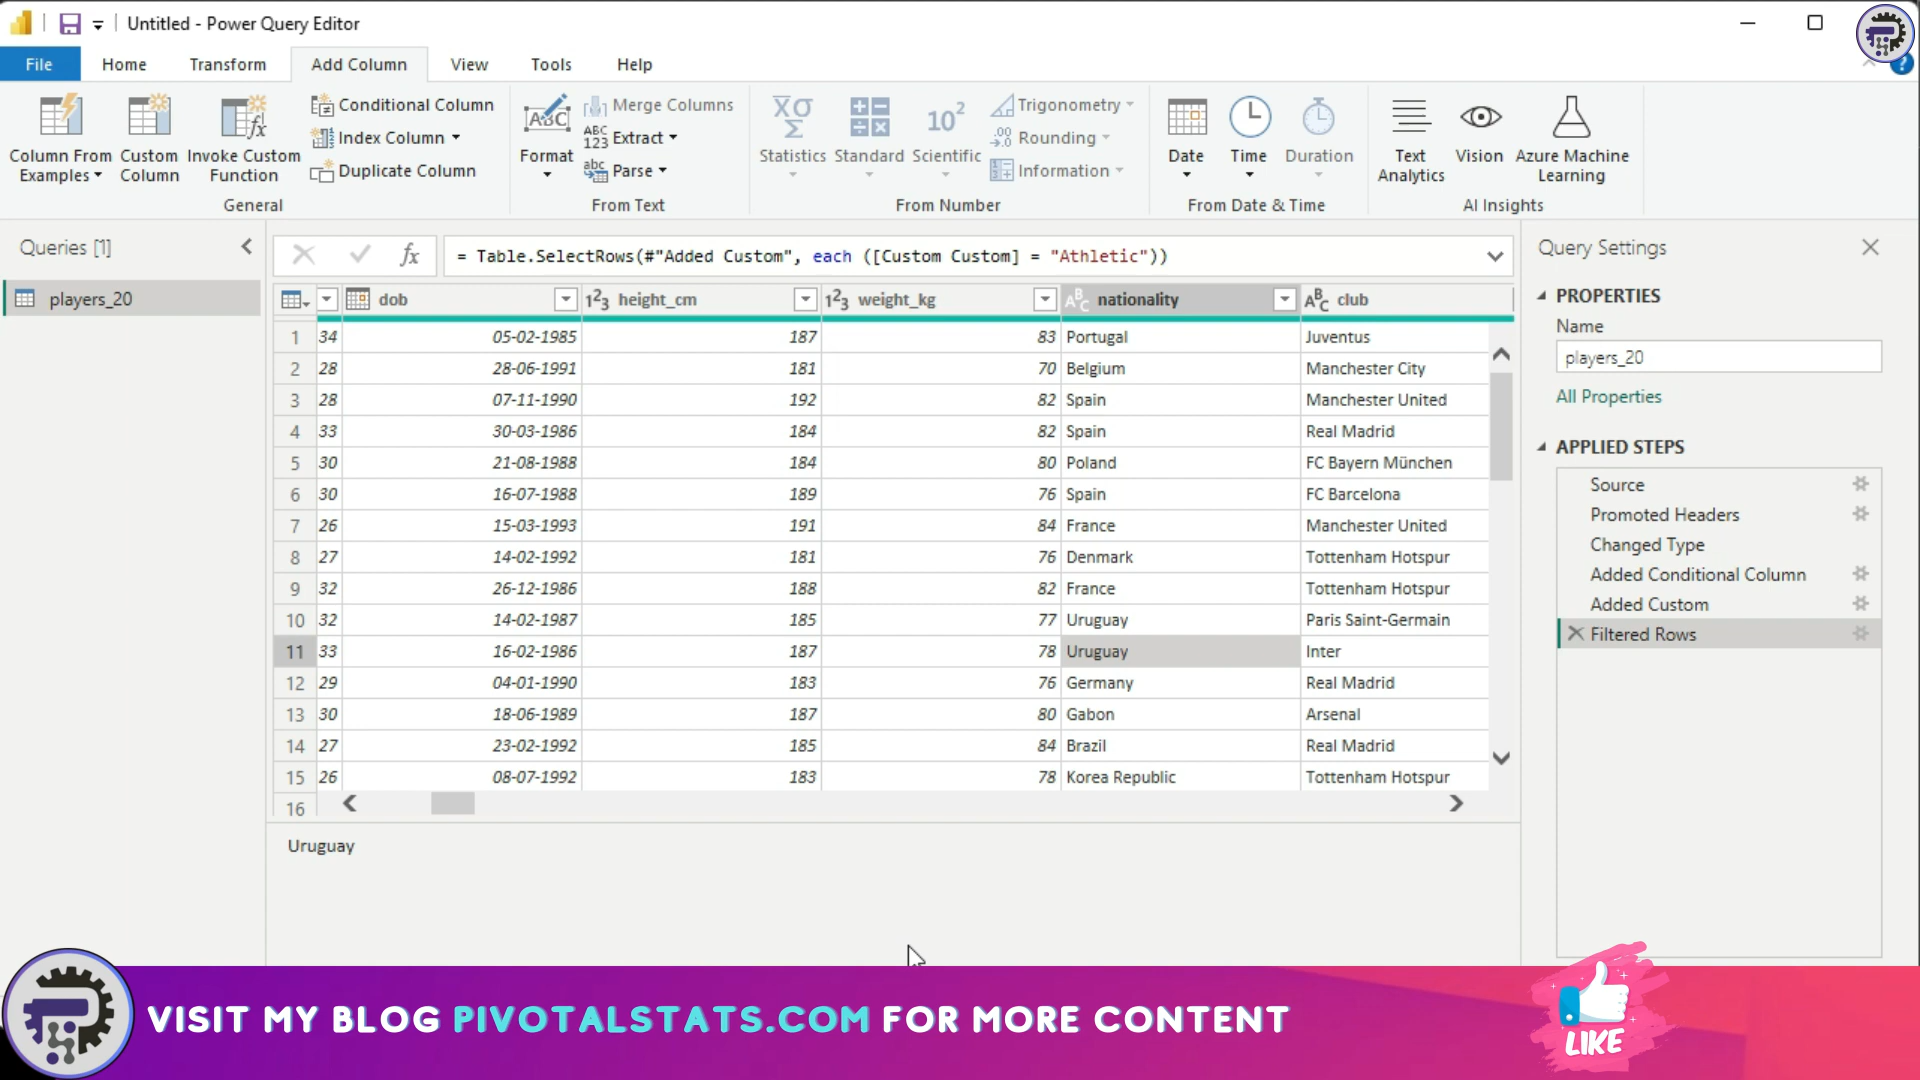 Untitled - Power Query Editor
File Home Transform Add Column View Tools Help
Column From Examples
Custom Column
Invoke Custom Function
Conditional Column
Index Column
Duplicate Column
General
ABC
Format
Merge Columns
ABC 123 Extract
abc Parse
From Text
XΣσ Statistics
Standard
10² Scientific
Trigonometry
.00 Rounding
Information
From Number
Date
Time
Duration
From Date & Time
Text Analytics
Vision
Azure Machine Learning
AI Insights
?
Queries [1]
players_20
fx = Table.SelectRows(#"Added Custom", each ([Custom Custom] = "Athletic"))
dob 1²3 height_cm 1²3 weight_kg ABC nationality ABC club
1 34 05-02-1985 187 83 Portugal Juventus
2 28 28-06-1991 181 70 Belgium Manchester City
3 28 07-11-1990 192 82 Spain Manchester United
4 33 30-03-1986 184 82 Spain Real Madrid
5 30 21-08-1988 184 80 Poland FC Bayern München
6 30 16-07-1988 189 76 Spain FC Barcelona
7 26 15-03-1993 191 84 France Manchester United
8 27 14-02-1992 181 76 Denmark Tottenham Hotspur
9 32 26-12-1986 188 82 France Tottenham Hotspur
10 32 14-02-1987 185 77 Uruguay Paris Saint-Germain
11 33 16-02-1986 187 78 Uruguay Inter
12 29 04-01-1990 183 76 Germany Real Madrid
13 30 18-06-1989 187 80 Gabon Arsenal
14 27 23-02-1992 185 84 Brazil Real Madrid
15 26 08-07-1992 183 78 Korea Republic Tottenham Hotspur
16
Uruguay
Query Settings
PROPERTIES
Name
players_20
All Properties
APPLIED STEPS
Source
Promoted Headers
Changed Type
Added Conditional Column
Added Custom
Filtered Rows
VISIT MY BLOG PIVOTALSTATS.COM FOR MORE CONTENT
LIKE